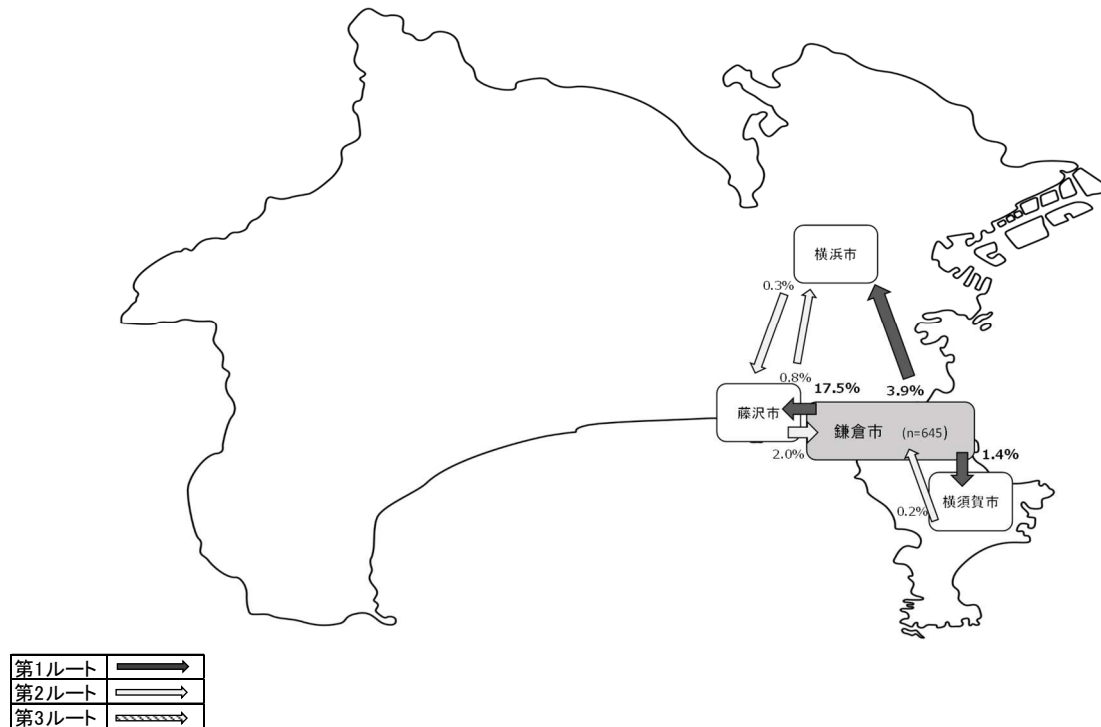 横浜市
0.3%
0.8%
17.5%
3.9%
藤沢市
鎌倉市 (n=645)
2.0%
1.4%
横須賀市
0.2%
第1ルート
第2ルート
第3ルート